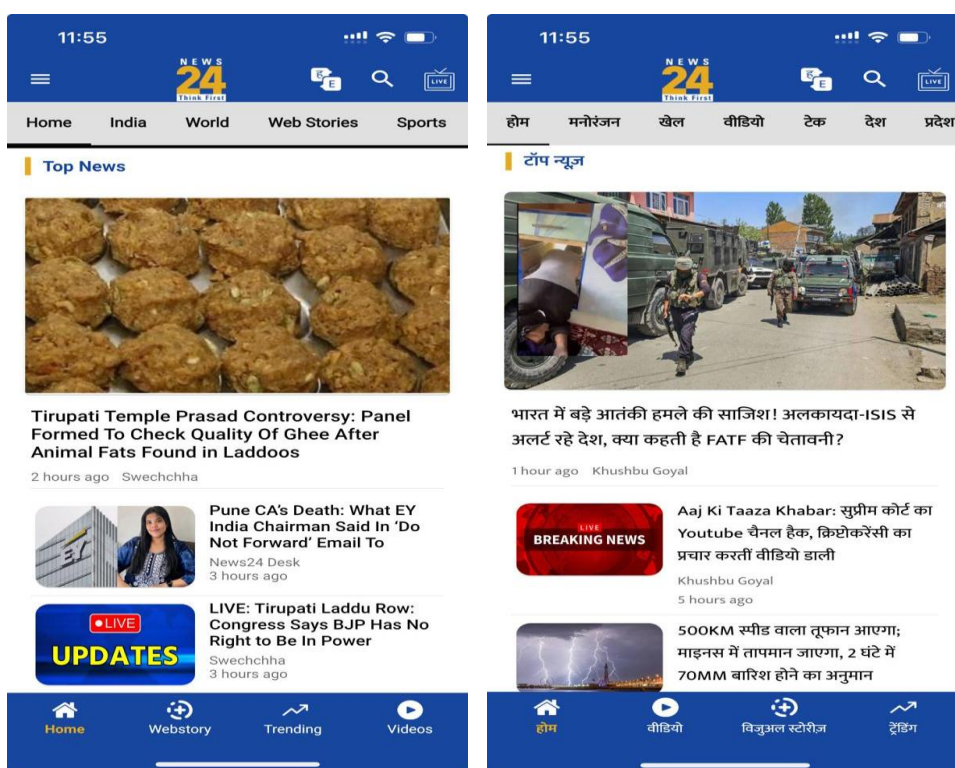 11:55
NEWS
24
Think First
ह
E
LIVE
Home India World Web Stories Sports
Top News
Tirupati Temple Prasad Controversy: Panel
Formed To Check Quality Of Ghee After
Animal Fats Found in Laddoos
2 hours ago Swechchha
EY
Pune CA's Death: What EY
India Chairman Said In 'Do
Not Forward' Email To
News24 Desk
3 hours ago
LIVE
UPDATES
LIVE: Tirupati Laddu Row:
Congress Says BJP Has No
Right to Be In Power
Swechchha
3 hours ago
Home Webstory Trending Videos
11:55
NEWS
24
Think First
ह
E
LIVE
होम मनोरंजन खेल वीडियो टेक देश प्रदेश
टॉप न्यूज़
भारत में बड़े आतंकी हमले की साजिश! अलकायदा-ISIS से
अलर्ट रहे देश, क्या कहती है FATF की चेतावनी?
1 hour ago Khushbu Goyal
LIVE
BREAKING NEWS
Aaj Ki Taaza Khabar: सुप्रीम कोर्ट का
Youtube चैनल हैक, क्रिप्टोकरेंसी का
प्रचार करतीं वीडियो डाली
Khushbu Goyal
5 hours ago
500KM स्पीड वाला तूफान आएगा;
माइनस में तापमान जाएगा, 2 घंटे में
70MM बारिश होने का अनुमान
होम वीडियो विजुअल स्टोरीज़ ट्रेंडिंग